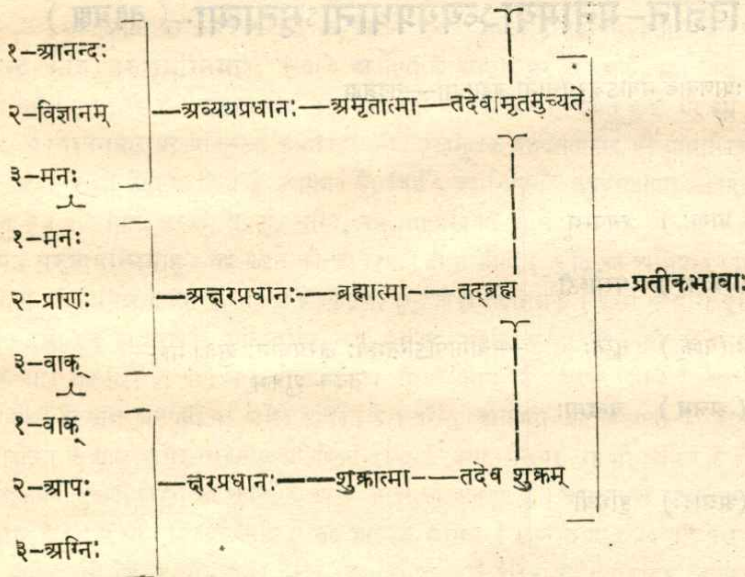 १–आनन्दः
२–विज्ञानम् —अव्ययप्रधानः—अमृतात्मा—तदेवामृतमुच्यते
३–मनः
१–मनः
२–प्राणः —अक्षरप्रधानः—ब्रह्मात्मा—तद्ब्रह्म —प्रतीकभावाः
३–वाक्
१–वाक्
२–आपः —क्षरप्रधानः—शुक्रात्मा—तदेव शुक्रम्
३–अग्निः